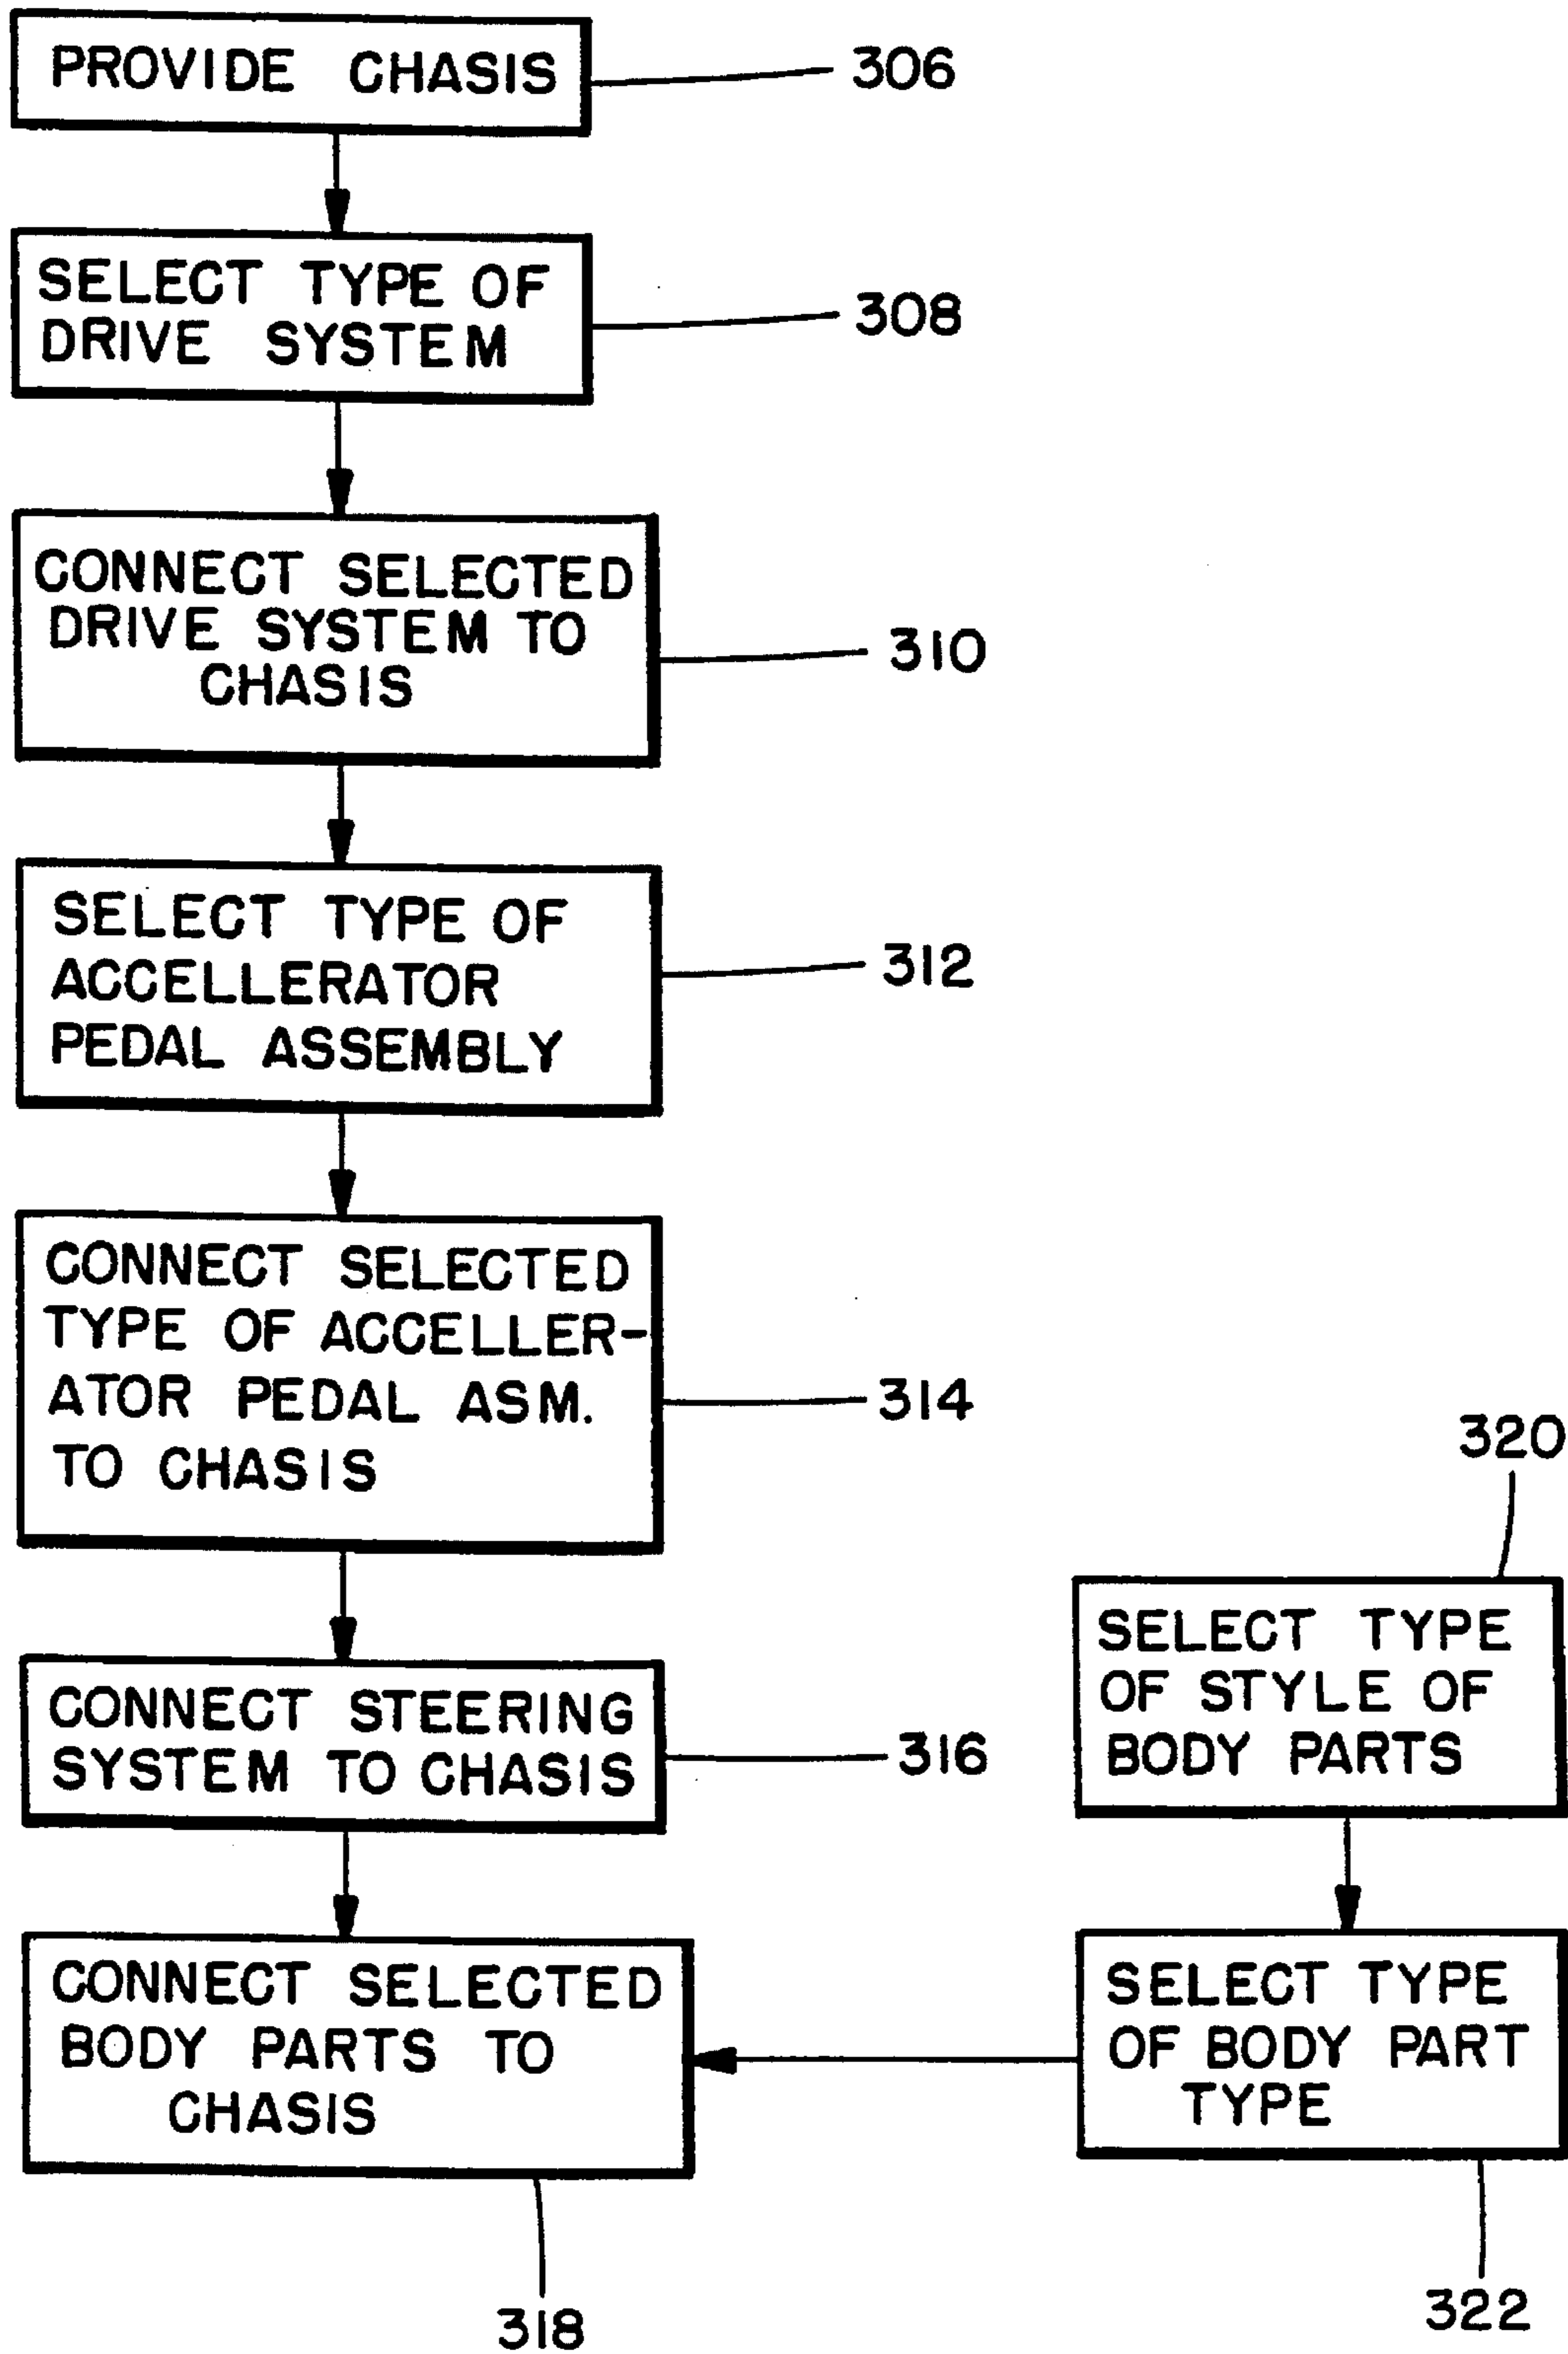 PROVIDE CHASIS
306
SELECT TYPE OF
DRIVE SYSTEM
308
CONNECT SELECTED
DRIVE SYSTEM TO
CHASIS
310
SELECT TYPE OF
ACCELLERATOR
PEDAL ASSEMBLY
312
CONNECT SELECTED
TYPE OF ACCELLER-
ATOR PEDAL ASM.
TO CHASIS
314
CONNECT STEERING
SYSTEM TO CHASIS
316
320
SELECT TYPE
OF STYLE OF
BODY PARTS
CONNECT SELECTED
BODY PARTS TO
CHASIS
318
SELECT TYPE
OF BODY PART
TYPE
322